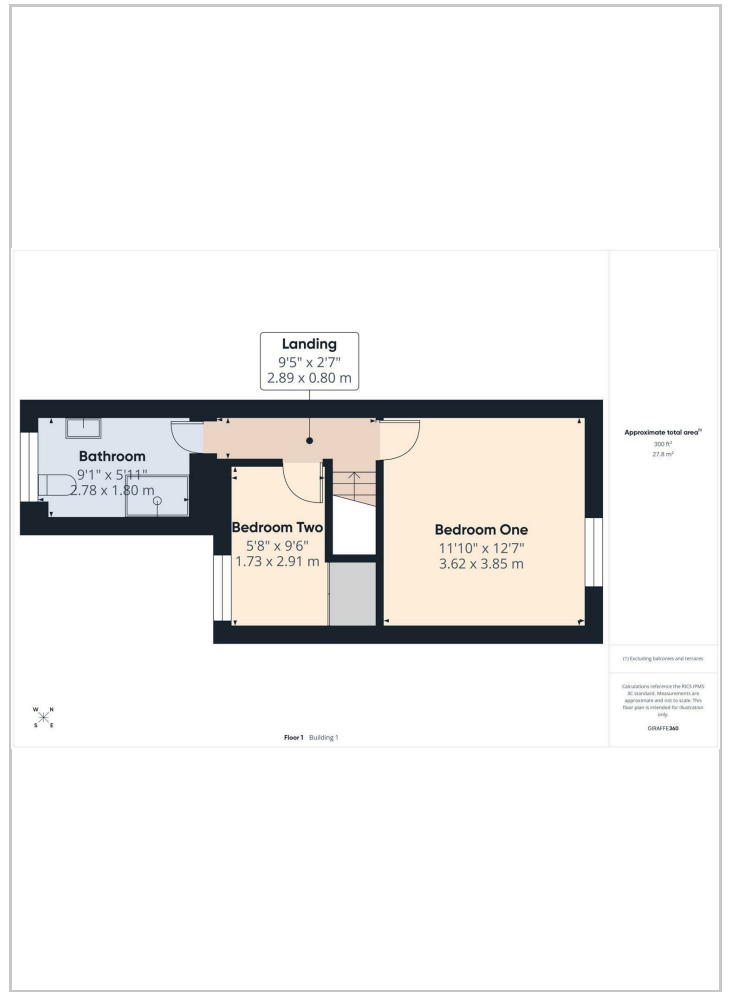 Landing
9'5" x 2'7"
2.89 x 0.80 m
Bathroom
9'1" x 5'11"
2.78 x 1.80 m
Bedroom Two
5'8" x 9'6"
1.73 x 2.91 m
Bedroom One
11'10" x 12'7"
3.62 x 3.85 m
Approximate total area(1)
300 ft²
27.8 m²
(1) Excluding balconies and terraces
Calculations reference the RICS IPMS
3C standard. Measurements are
approximate and not to scale. This
floor plan is intended for illustration
only.
GIRAFFE360
W N
S E
Floor 1 Building 1